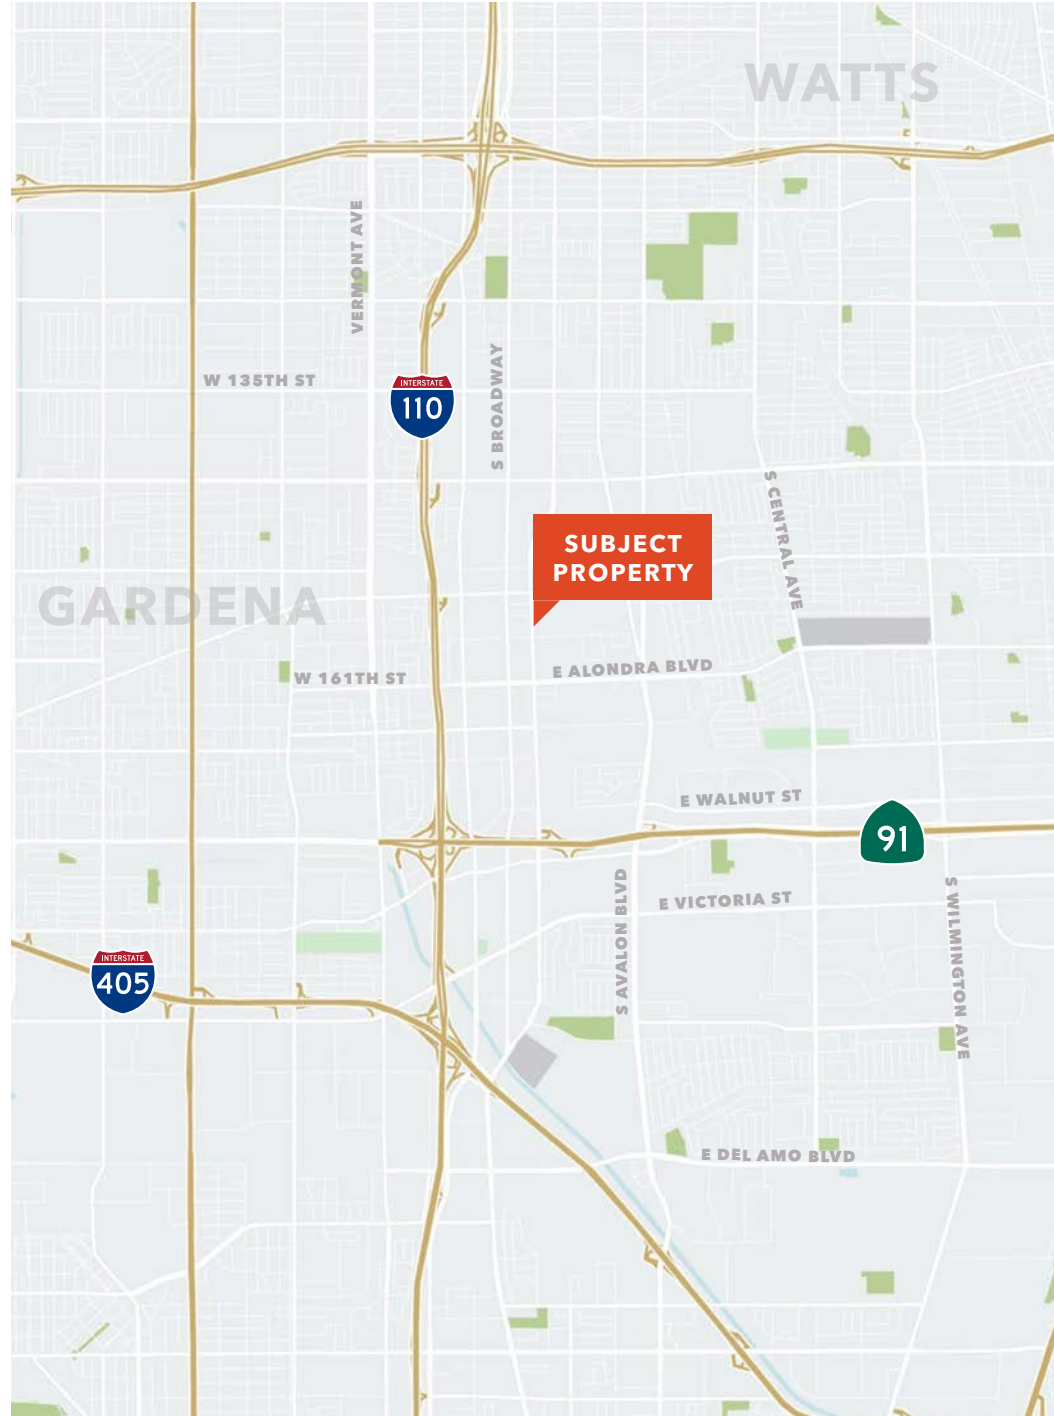 WATTS
VERMONT AVE
W 135TH ST
INTERSTATE
110
S BROADWAY
S CENTRAL AVE
SUBJECT
PROPERTY
GARDENA
W 161TH ST
E ALONDRA BLVD
E WALNUT ST
91
E VICTORIA ST
S AVALON BLVD
S WILMINGTON AVE
INTERSTATE
405
E DEL AMO BLVD